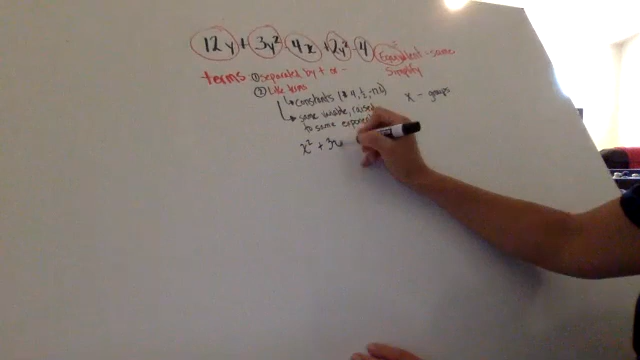 12y + 3y² - 4x + 2y² - 4 Equivalent - same
Simplify
terms: ① separated by + or -
② Like terms
↳ constants
x - groups
↳ same variable, raised
to same exponent
x² + 3x